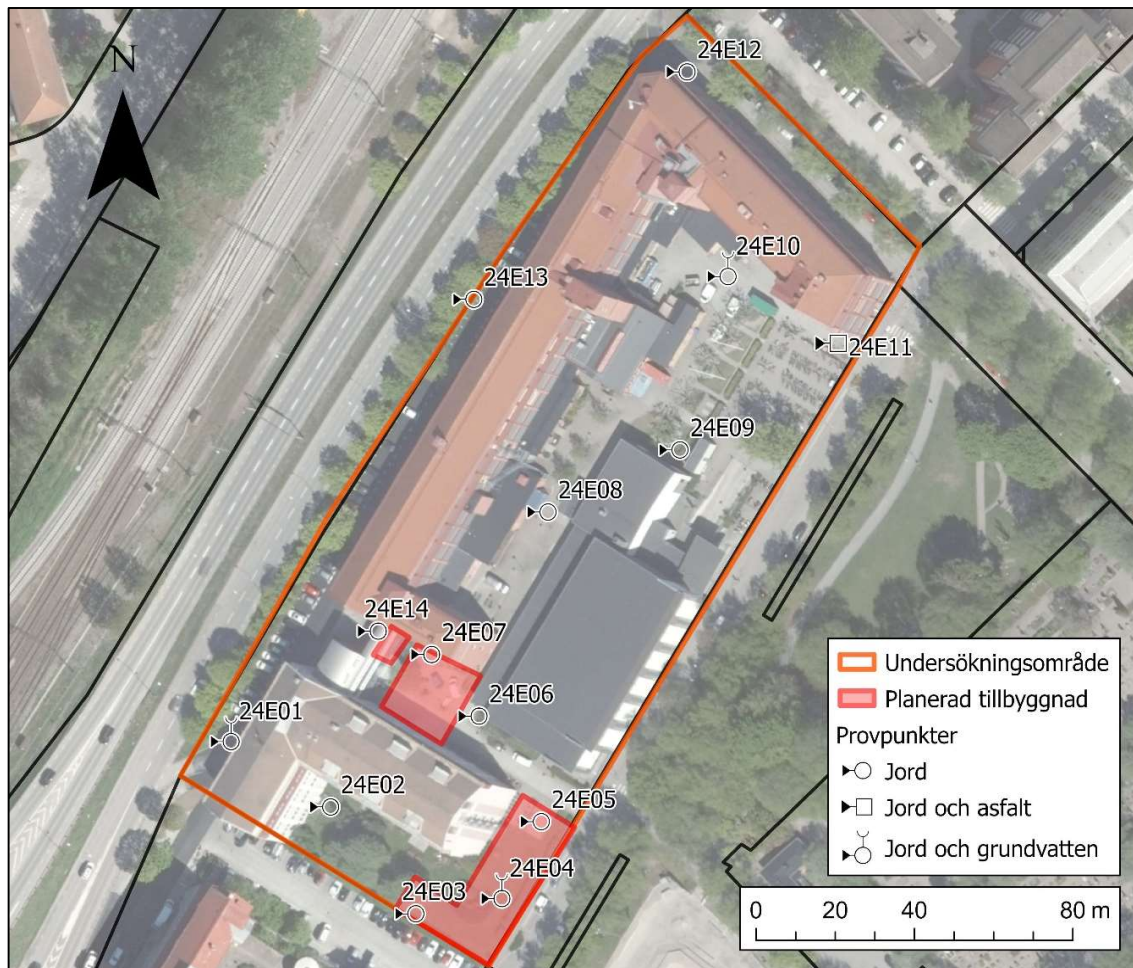 N
24E12
24E10
24E13
24E11
24E09
24E08
24E14
24E07
24E06
24E01
24E02
24E05
24E04
24E03
Undersökningsområde
Planerad tillbyggnad
Provpunkter
Jord
Jord och asfalt
Jord och grundvatten
0 20 40 80 m